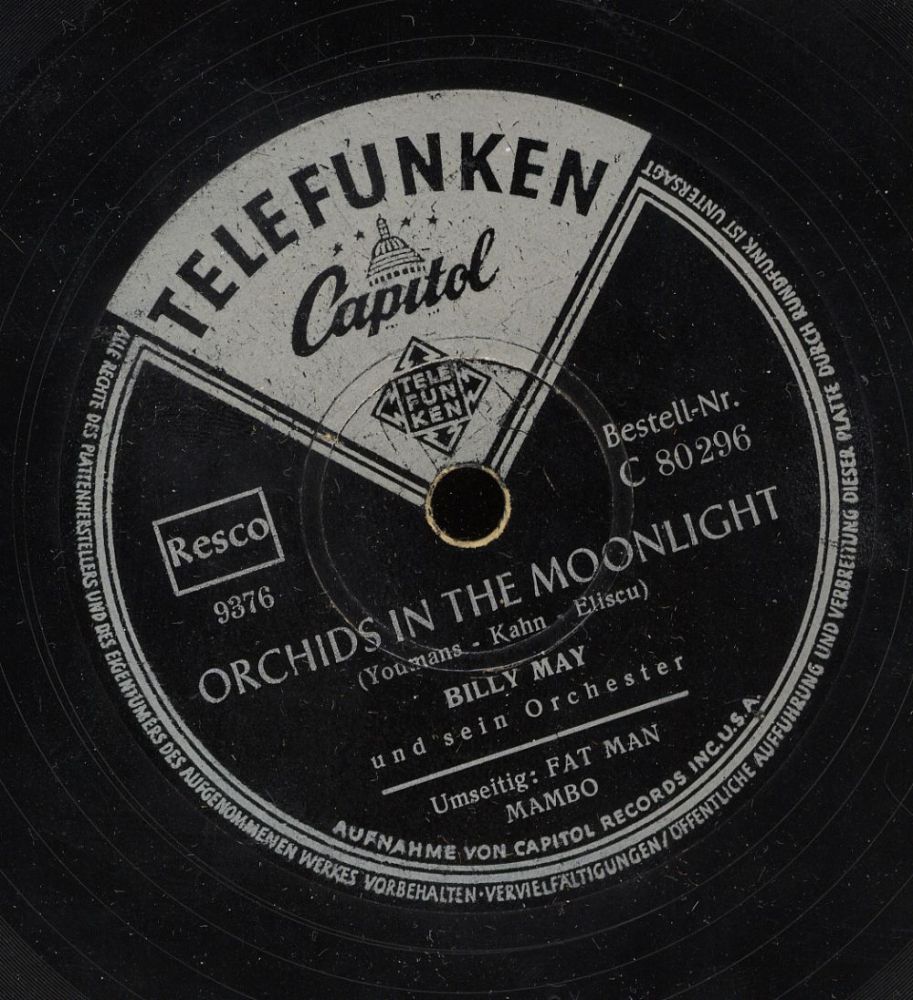 TELEFUNKEN
Capitol
TELE
FUN
KEN
Bestell-Nr.
C 80296
Resco
9376
ORCHIDS IN THE MOONLIGHT
(Youmans - Kahn - Eliscu)
BILLY MAY
und sein Orchester
Umseitig: FAT MAN
MAMBO
AUFNAHME VON CAPITOL RECORDS INC. U.S.A.
ALLE RECHTE DES PLATTENHERSTELLERS UND DES EIGENTÜMERS DES AUFGENOMMENEN WERKES VORBEHALTEN·VERVIELFÄLTIGUNGEN/ÖFFENTLICHE AUFFÜHRUNG UND VERBREITUNG DIESER PLATTE DURCH RUNDFUNK IST UNTERSAGT